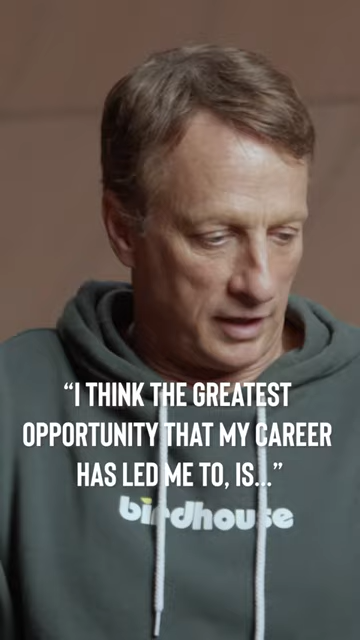 “I THINK THE GREATEST
OPPORTUNITY THAT MY CAREER
HAS LED ME TO, IS...”
birdhouse